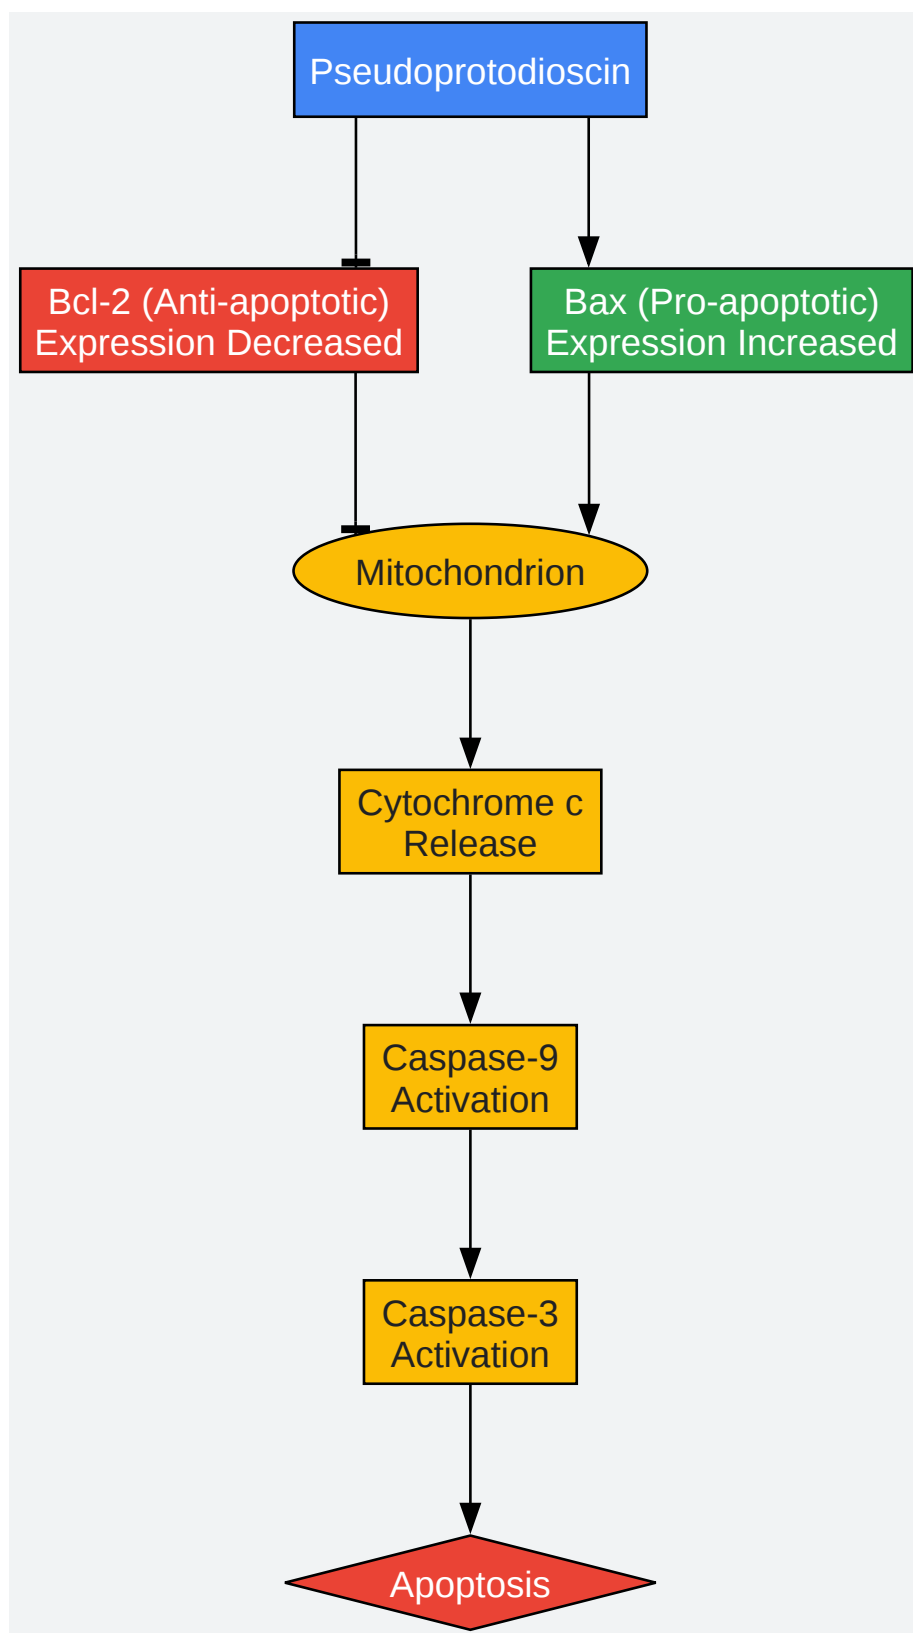 Pseudoprotodioscin
Bcl-2 (Anti-apoptotic)
Expression Decreased
Bax (Pro-apoptotic)
Expression Increased
Mitochondrion
Cytochrome c
Release
Caspase-9
Activation
Caspase-3
Activation
Apoptosis